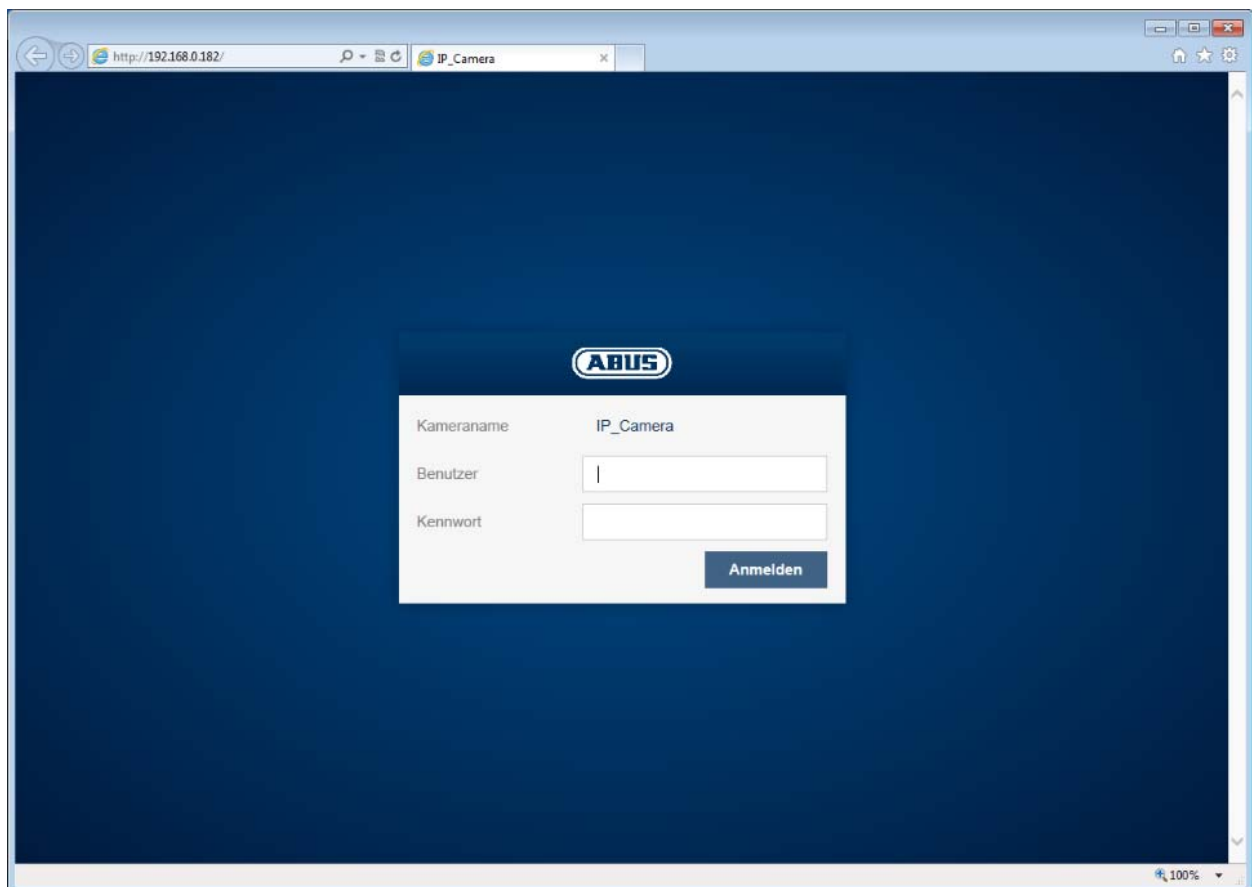 http://192.168.0.182/
IP_Camera
ABUS
Kameraname IP_Camera
Benutzer
Kennwort
Anmelden
100%